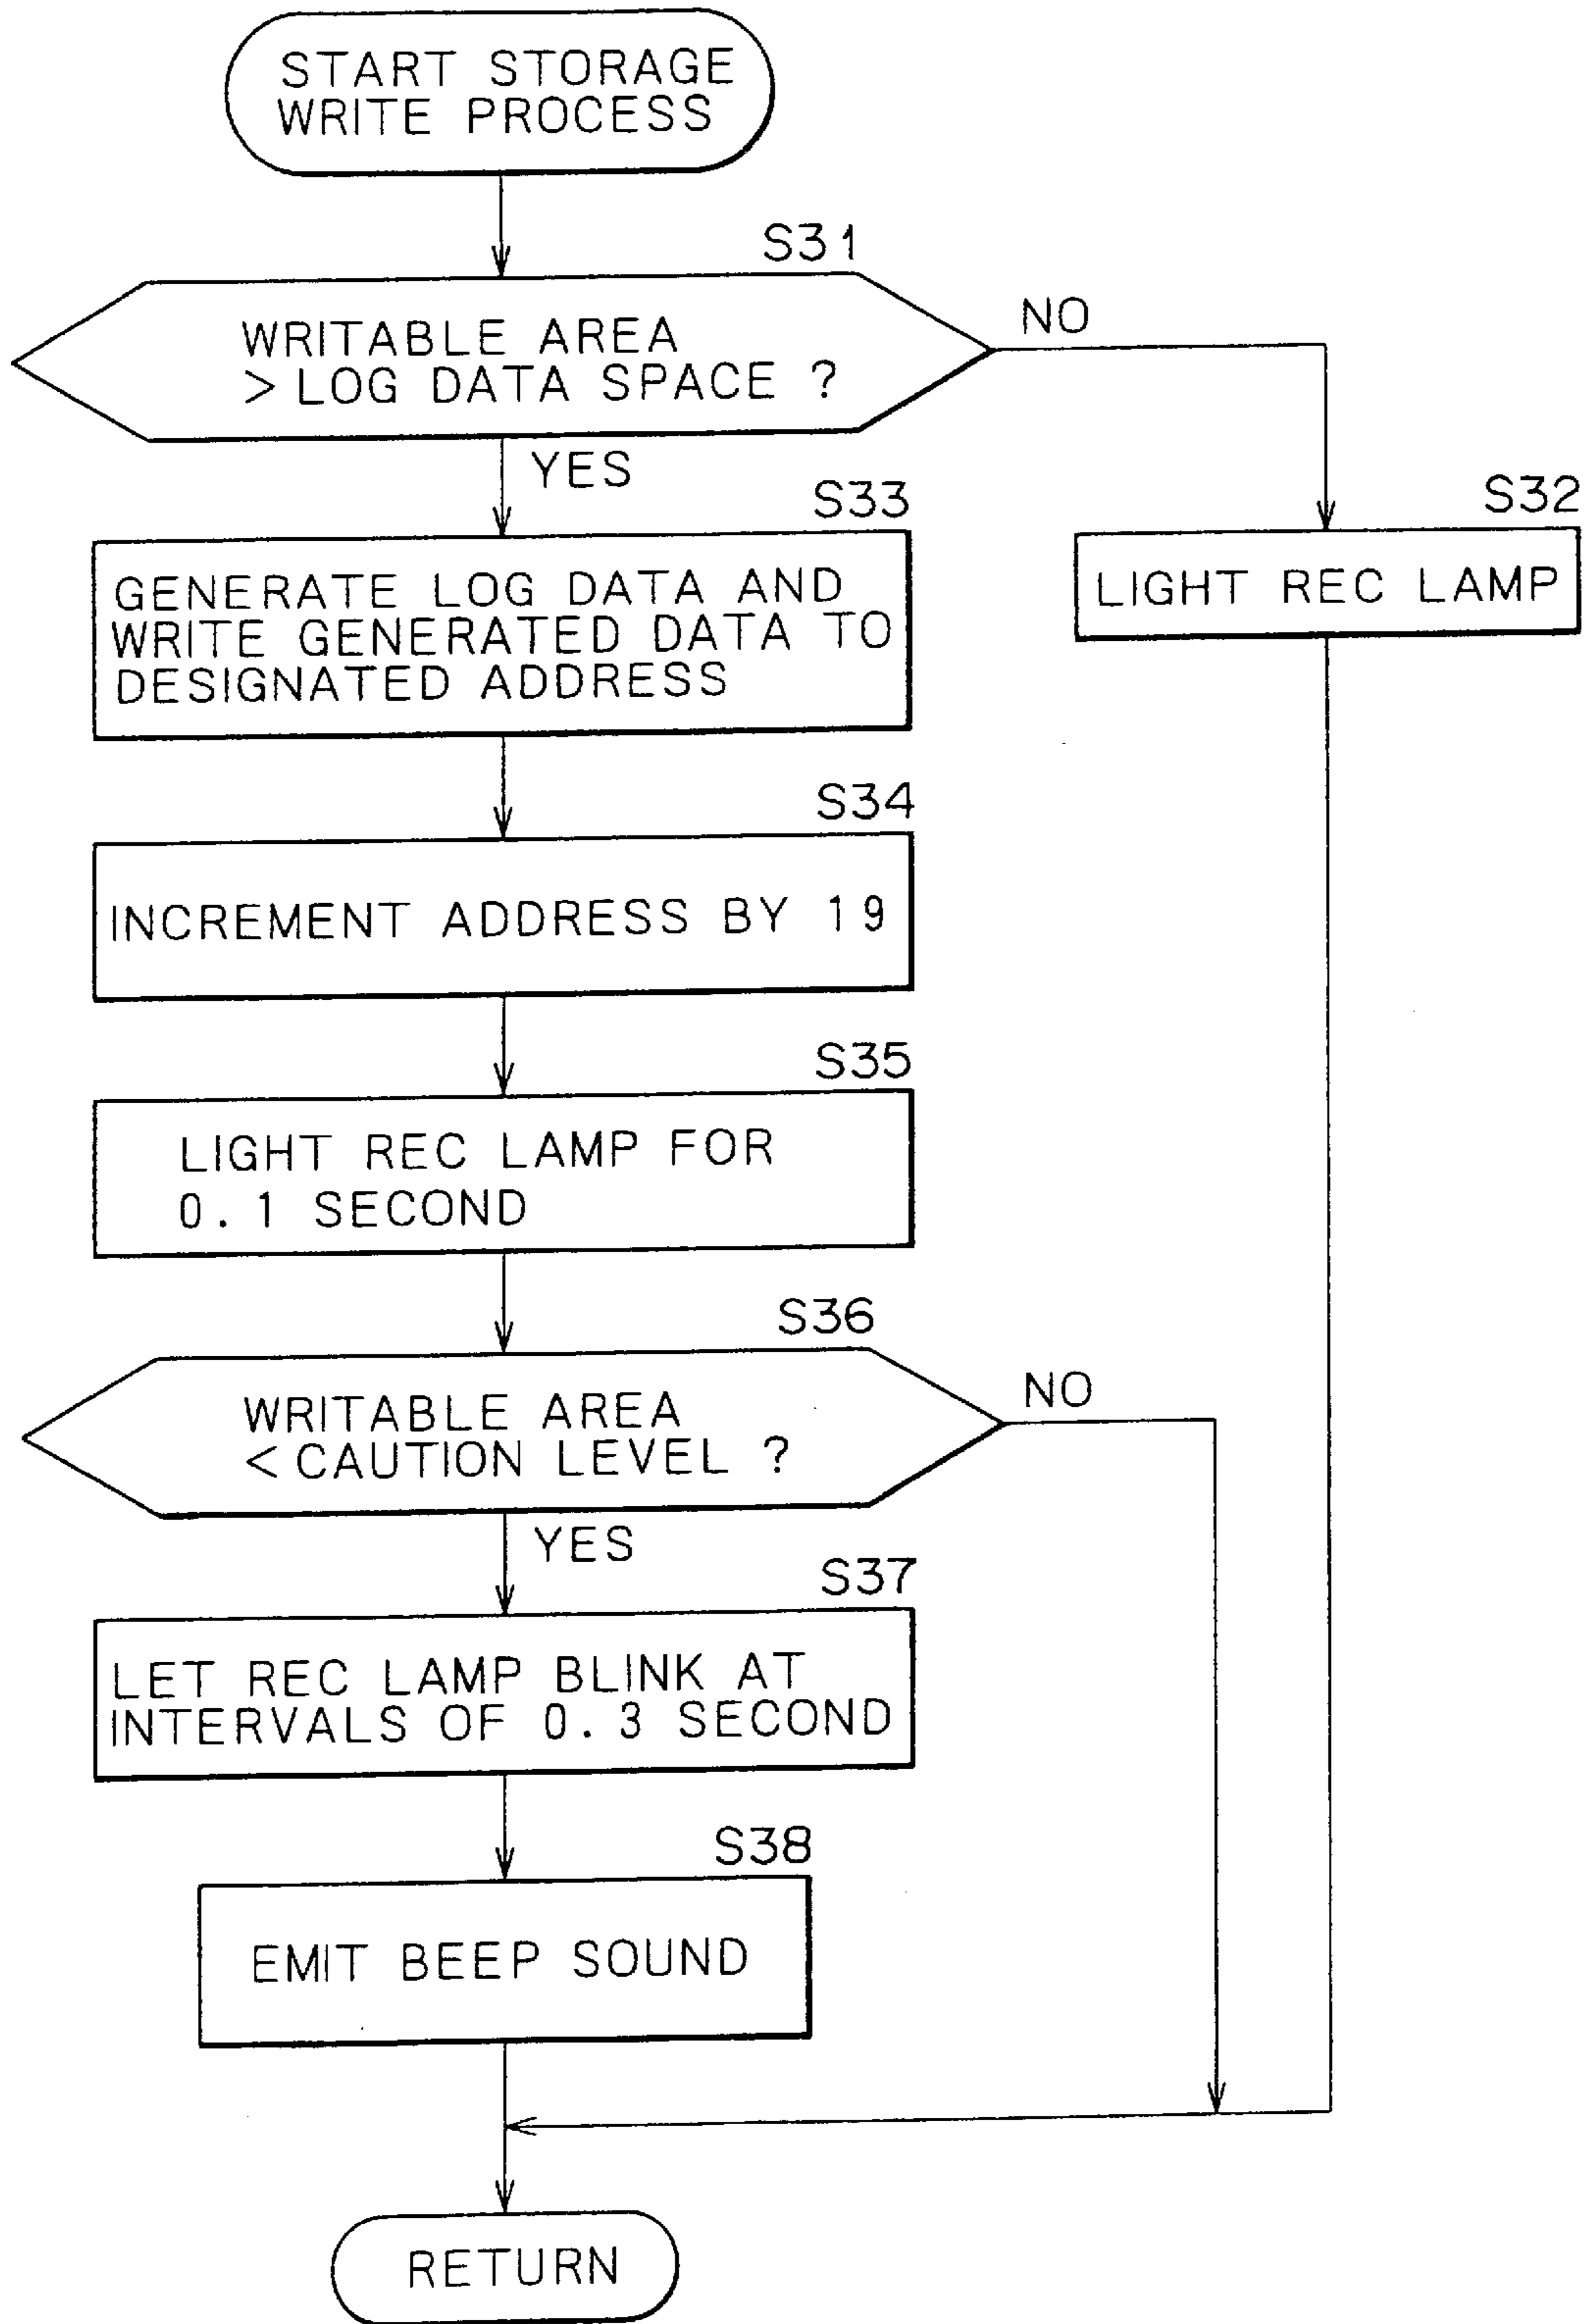 START STORAGE
WRITE PROCESS
S31
WRITABLE AREA
> LOG DATA SPACE ?
NO
YES
S33
GENERATE LOG DATA AND
WRITE GENERATED DATA TO
DESIGNATED ADDRESS
S32
LIGHT REC LAMP
S34
INCREMENT ADDRESS BY 19
S35
LIGHT REC LAMP FOR
0.1 SECOND
S36
WRITABLE AREA
< CAUTION LEVEL ?
NO
YES
S37
LET REC LAMP BLINK AT
INTERVALS OF 0.3 SECOND
S38
EMIT BEEP SOUND
RETURN